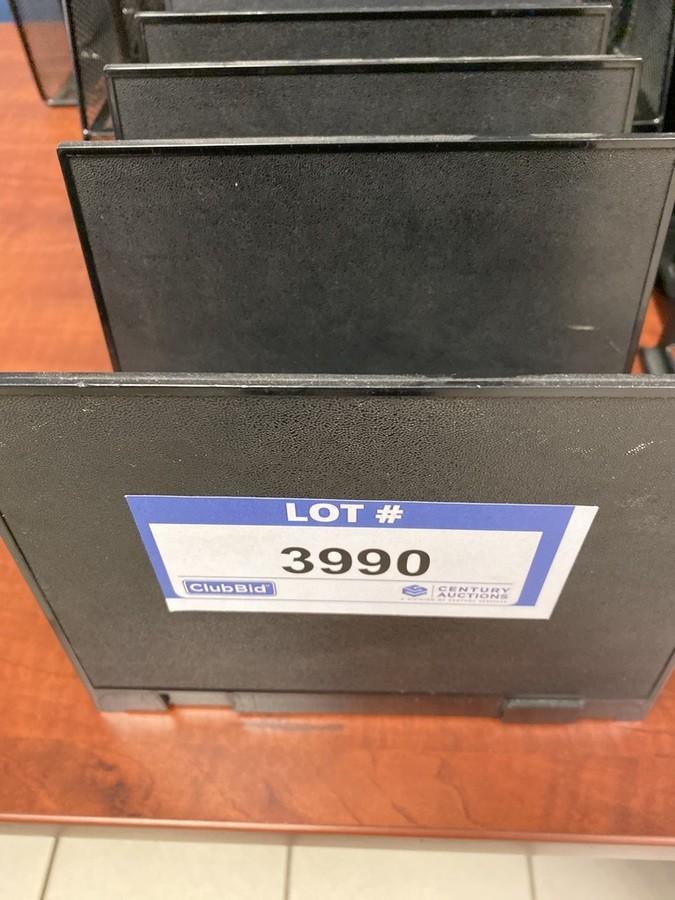 LOT #
3990
ClubBid
CENTURY
AUCTIONS